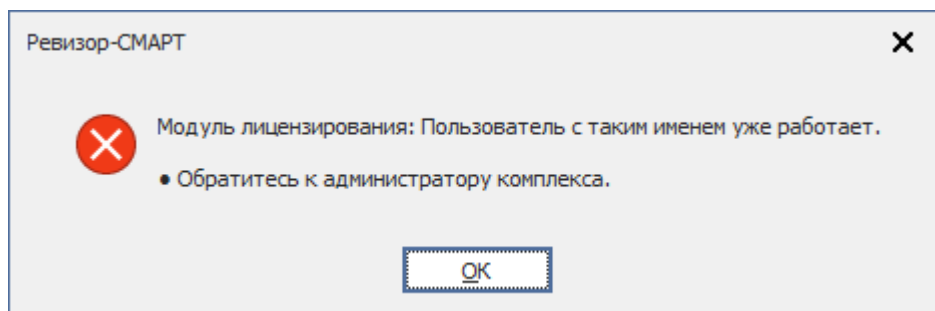 Ревизор-СМАРТ
Модуль лицензирования: Пользователь с таким именем уже работает.
• Обратитесь к администратору комплекса.
OK